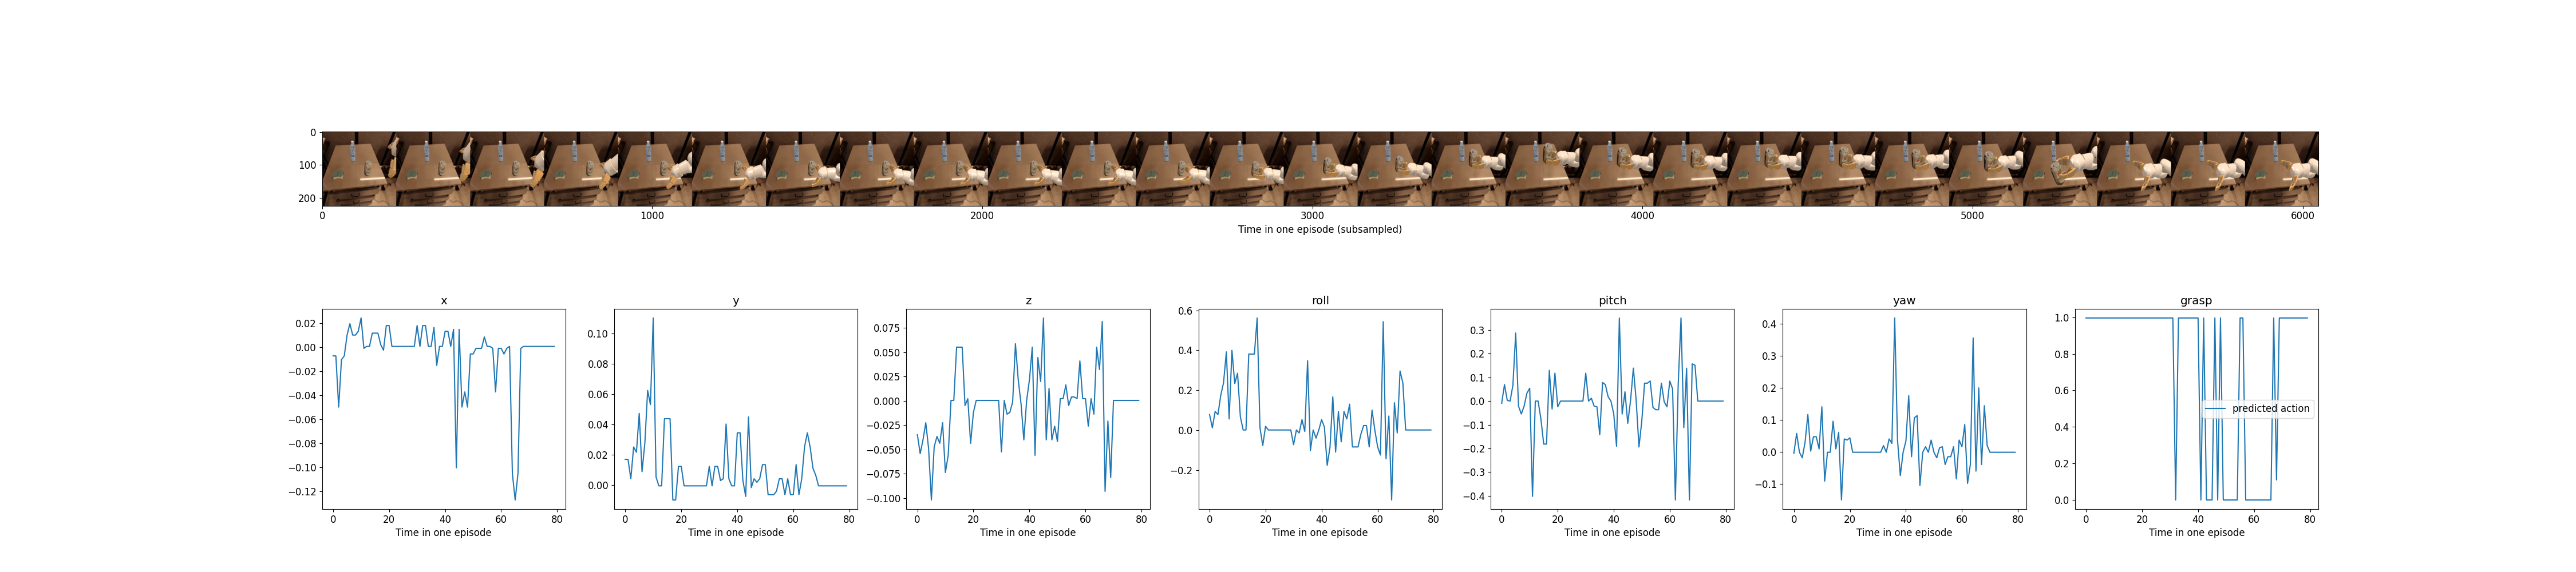 0
100
200
0 1000 2000 3000 4000 5000 6000
Time in one episode (subsampled)
x
0.02
0.00
−0.02
−0.04
−0.06
−0.08
−0.10
−0.12
0 20 40 60 80
Time in one episode
y
0.10
0.08
0.06
0.04
0.02
0.00
0 20 40 60 80
Time in one episode
z
0.075
0.050
0.025
0.000
−0.025
−0.050
−0.075
−0.100
0 20 40 60 80
Time in one episode
roll
0.6
0.4
0.2
0.0
−0.2
0 20 40 60 80
Time in one episode
pitch
0.3
0.2
0.1
0.0
−0.1
−0.2
−0.3
−0.4
0 20 40 60 80
Time in one episode
yaw
0.4
0.3
0.2
0.1
0.0
−0.1
0 20 40 60 80
Time in one episode
grasp
1.0
0.8
0.6
0.4
0.2
0.0
predicted action
0 20 40 60 80
Time in one episode